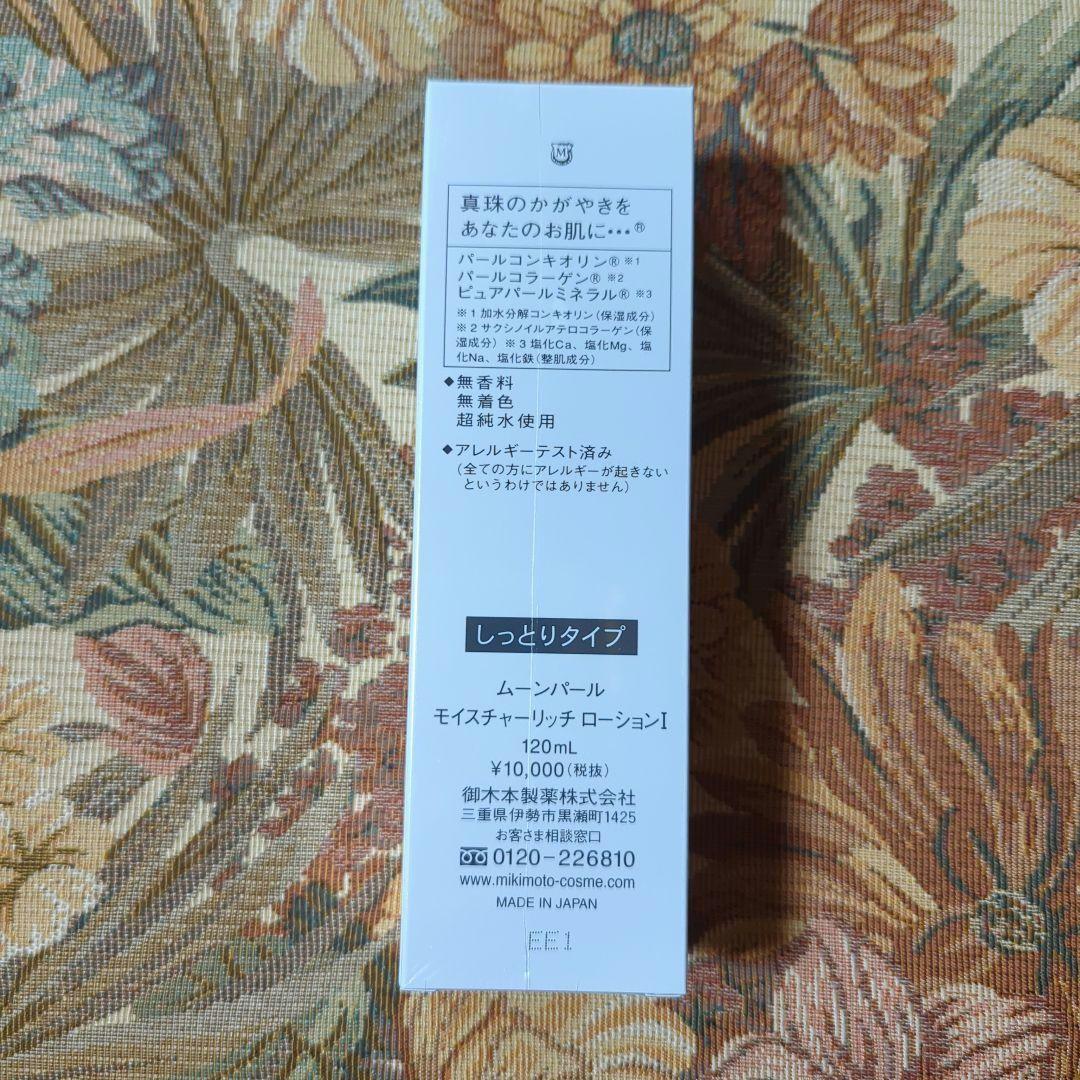 M
真珠のかがやきを
あなたのお肌に…®
パールコンキオリン® ※1
パールコラーゲン® ※2
ピュアパールミネラル® ※3
※1 加水分解コンキオリン（保湿成分）
※2 サクシノイルアテロコラーゲン（保
湿成分）※3 塩化Ca、塩化Mg、塩
化Na、塩化鉄（整肌成分）
◆無香料
無着色
超純水使用
◆アレルギーテスト済み
（全ての方にアレルギーが起きない
というわけではありません）
しっとりタイプ
ムーンパール
モイスチャーリッチ ローションI
120mL
¥10,000（税抜）
御木本製薬株式会社
三重県伊勢市黒瀬町1425
お客さま相談窓口
0120-226810
www.mikimoto-cosme.com
MADE IN JAPAN
EE1